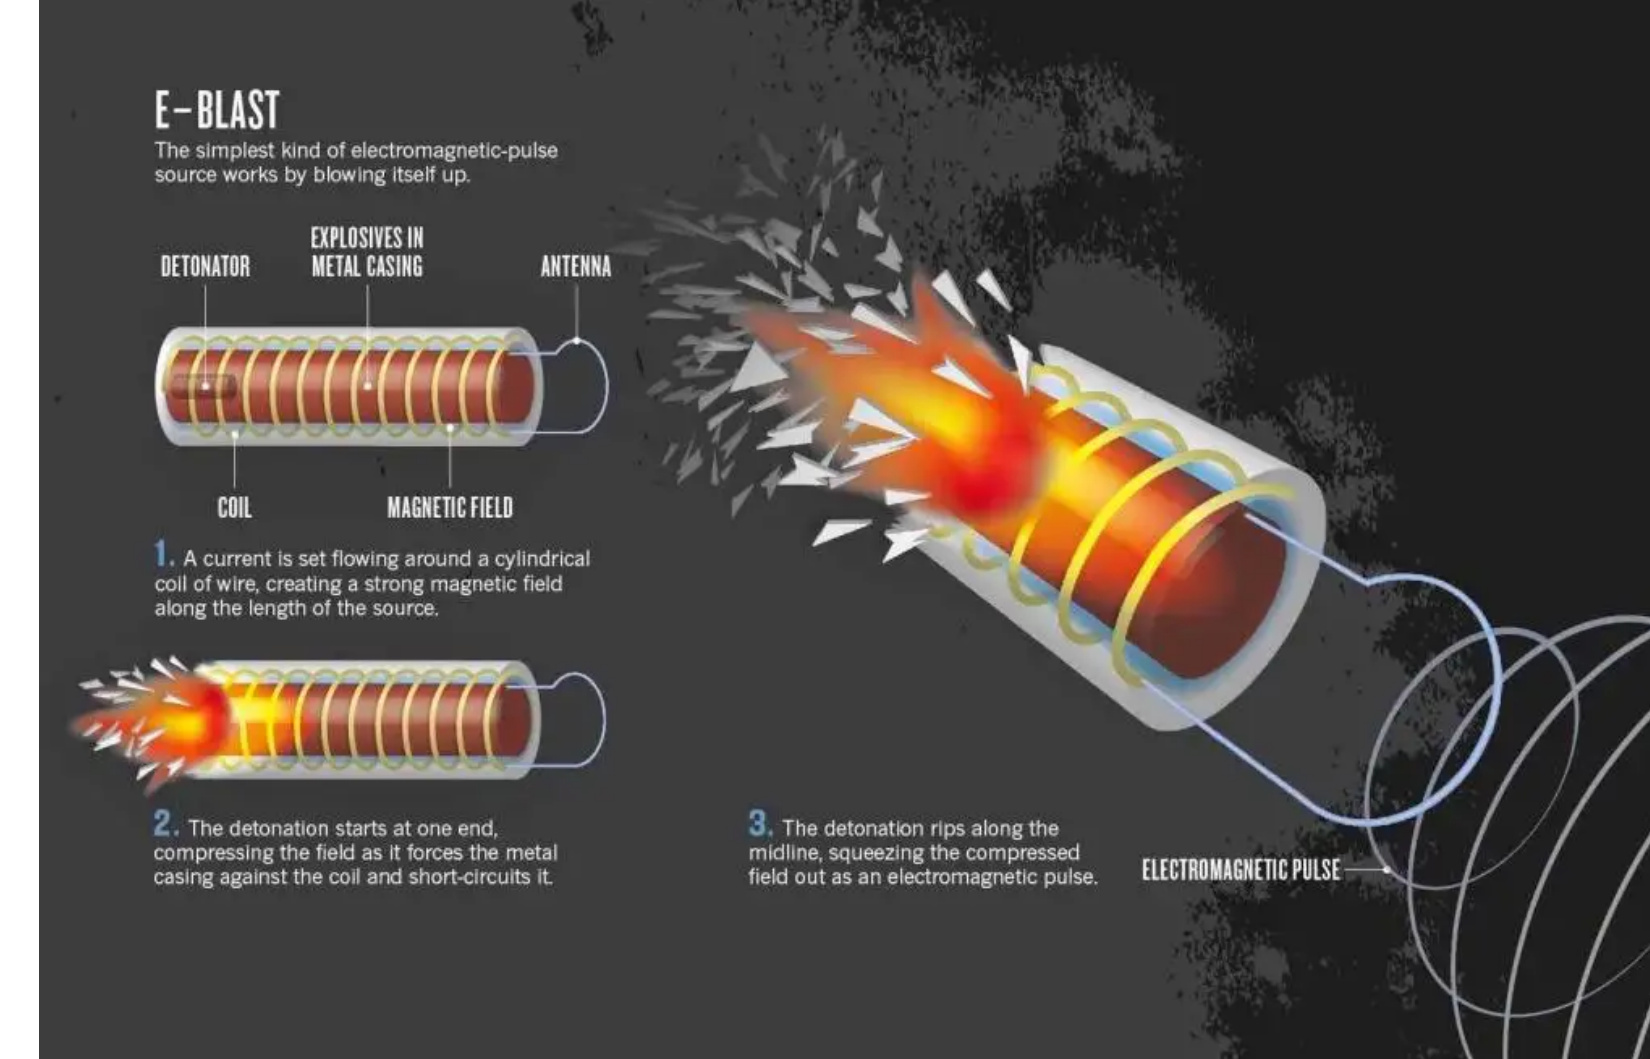 E-BLAST
The simplest kind of electromagnetic-pulse
source works by blowing itself up.
DETONATOR
EXPLOSIVES IN
METAL CASING
ANTENNA
COIL
MAGNETIC FIELD
1. A current is set flowing around a cylindrical
coil of wire, creating a strong magnetic field
along the length of the source.
2. The detonation starts at one end,
compressing the field as it forces the metal
casing against the coil and short-circuits it.
3. The detonation rips along the
midline, squeezing the compressed
field out as an electromagnetic pulse.
ELECTROMAGNETIC PULSE